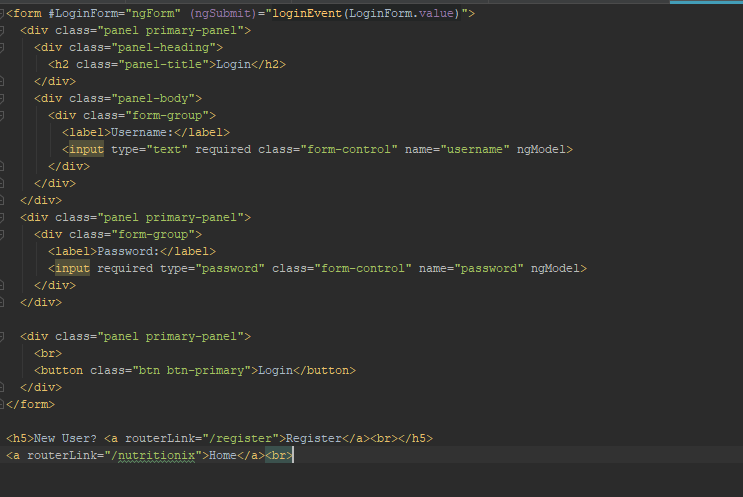 <form #LoginForm="ngForm" (ngSubmit)="loginEvent(LoginForm.value)">
<div class="panel primary-panel">
<div class="panel-heading">
<h2 class="panel-title">Login</h2>
</div>
<div class="panel-body">
<div class="form-group">
<label>Username:</label>
<input type="text" required class="form-control" name="username" ngModel>
</div>
</div>
</div>
<div class="panel primary-panel">
<div class="form-group">
<label>Password:</label>
<input required type="password" class="form-control" name="password" ngModel>
</div>
</div>
<div class="panel primary-panel">
<br>
<button class="btn btn-primary">Login</button>
</div>
</form>
<h5>New User? <a routerLink="/register">Register</a><br></h5>
<a routerLink="/nutritionix">Home</a><br>